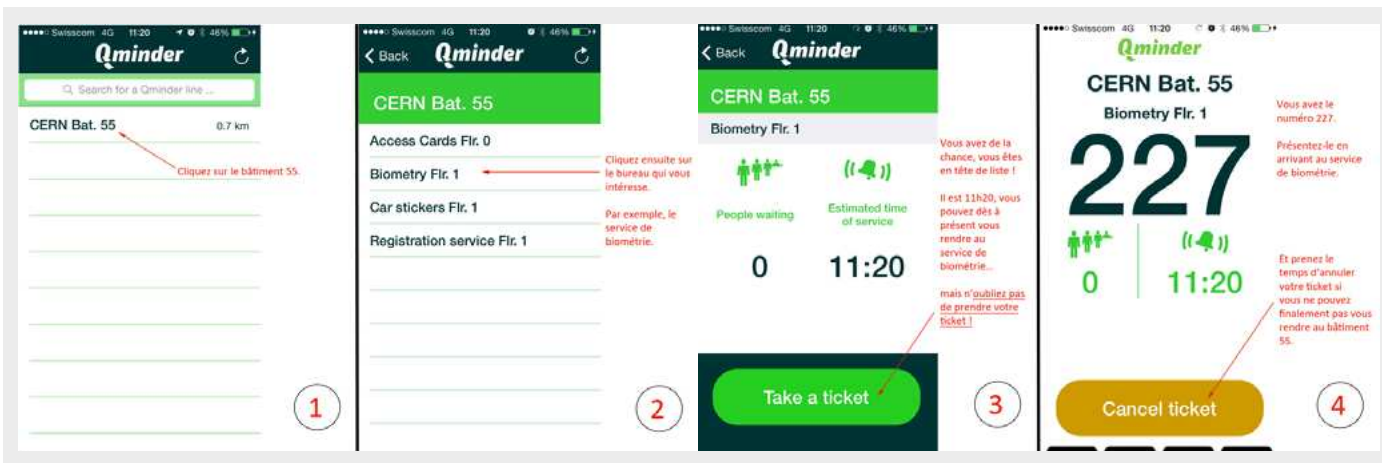 Swisscom 4G 11:20 46%
Qminder
Search for a Qminder line ...
CERN Bat. 55 0.7 km
Cliquez sur le bâtiment 55.
1
Swisscom 4G 11:20 46%
Back Qminder
CERN Bat. 55
Access Cards Flr. 0
Biometry Flr. 1
Car stickers Flr. 1
Registration service Flr. 1
Cliquez ensuite sur
le bureau qui vous
intéresse.
Par exemple, le
service de
biométrie.
2
Swisscom 4G 11:20 46%
Back Qminder
CERN Bat. 55
Biometry Flr. 1
People waiting
Estimated time
of service
0 11:20
Take a ticket
Vous avez de la
chance, vous êtes
en tête de liste !
Il est 11h20, vous
pouvez dès à
présent vous
rendre au
service de
biométrie...
mais n'oubliez pas
de prendre votre
ticket !
3
Swisscom 4G 11:20 46%
Qminder
CERN Bat. 55
Biometry Flr. 1
227
0 11:20
Cancel ticket
Vous avez le
numéro 227.
Présentez-le en
arrivant au service
de biométrie.
Et prenez le
temps d'annuler
votre ticket si
vous ne pouvez
finalement pas vous
rendre au bâtiment
55.
4